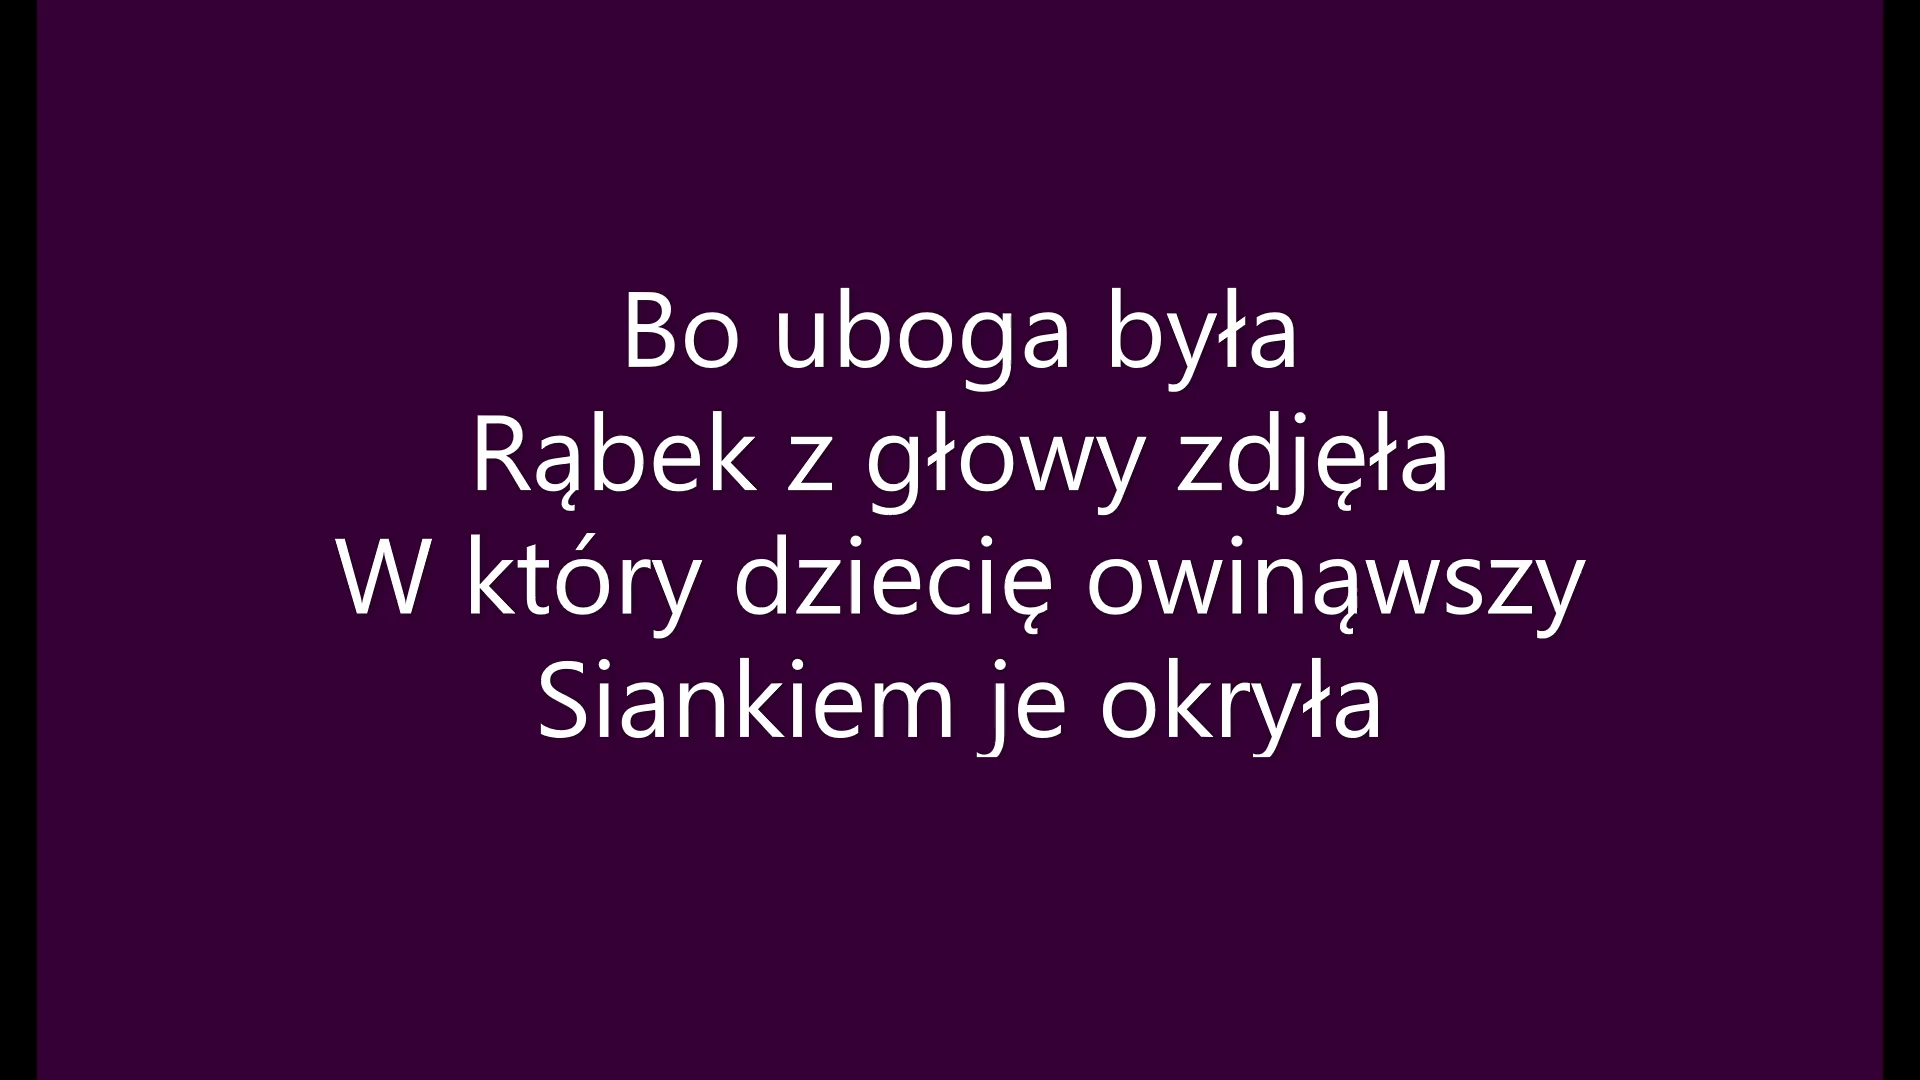 Bo uboga była
Rąbek z głowy zdjęła
W który dziecię owinąwszy
Siankiem je okryła